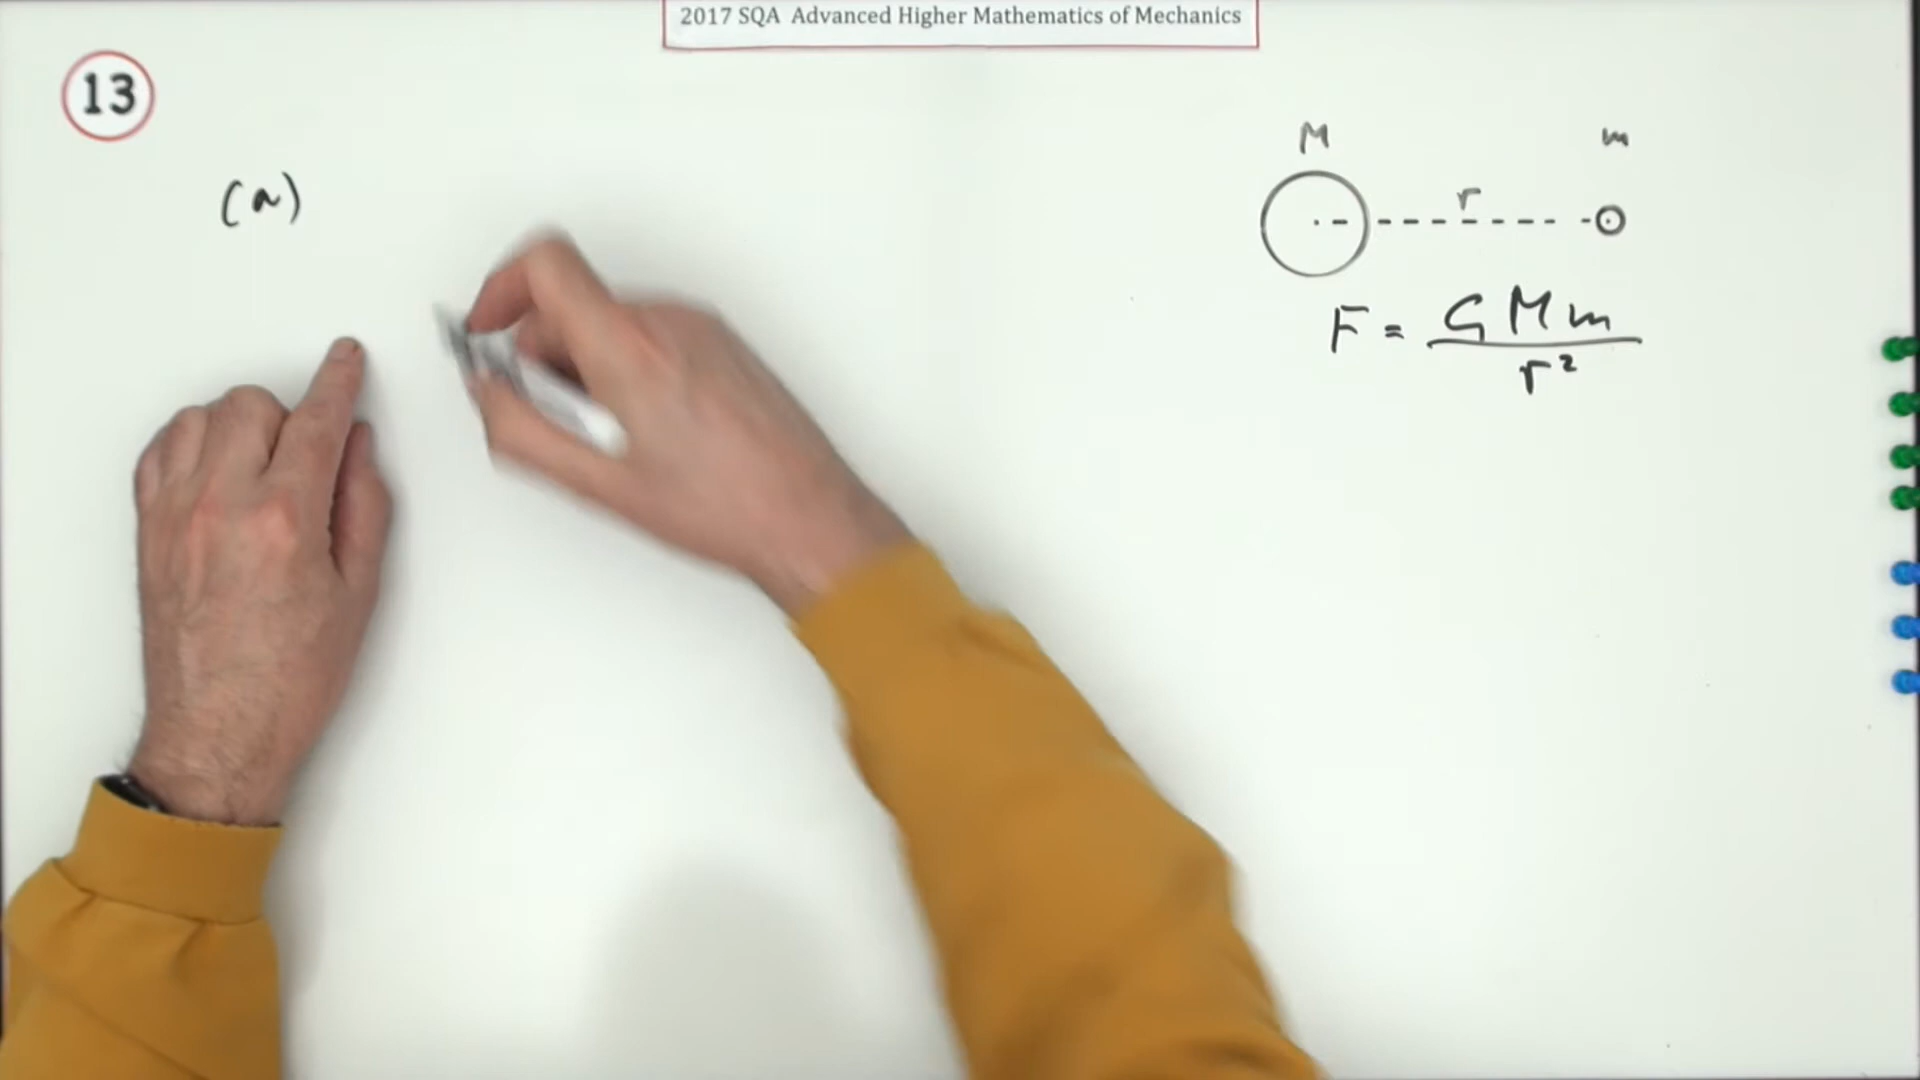 2017 SQA Advanced Higher Mathematics of Mechanics
13
(a)
M m
r
F = GMm / r²